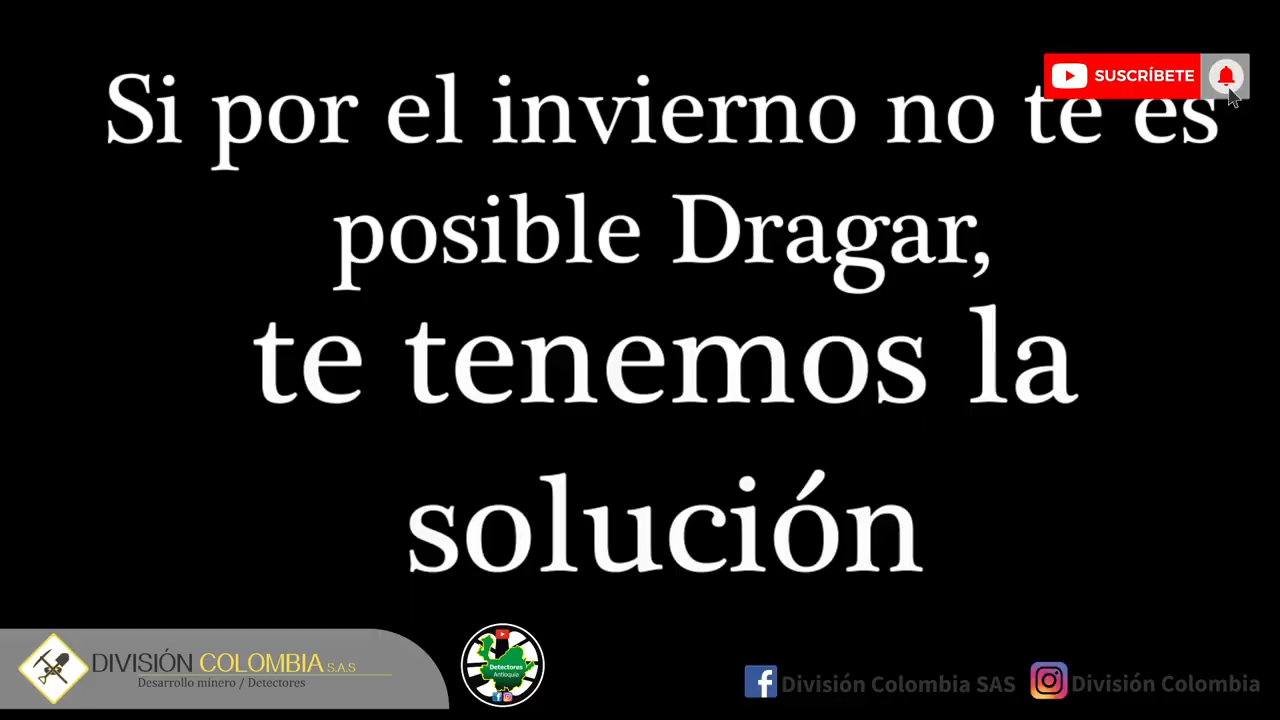 SUSCRÍBETE
Si por el invierno no te es
posible Dragar,
te tenemos la
solución
DIVISIÓN COLOMBIA S.A.S
Desarrollo minero / Detectores
Detectores
Antioquia
División Colombia SAS
División Colombia